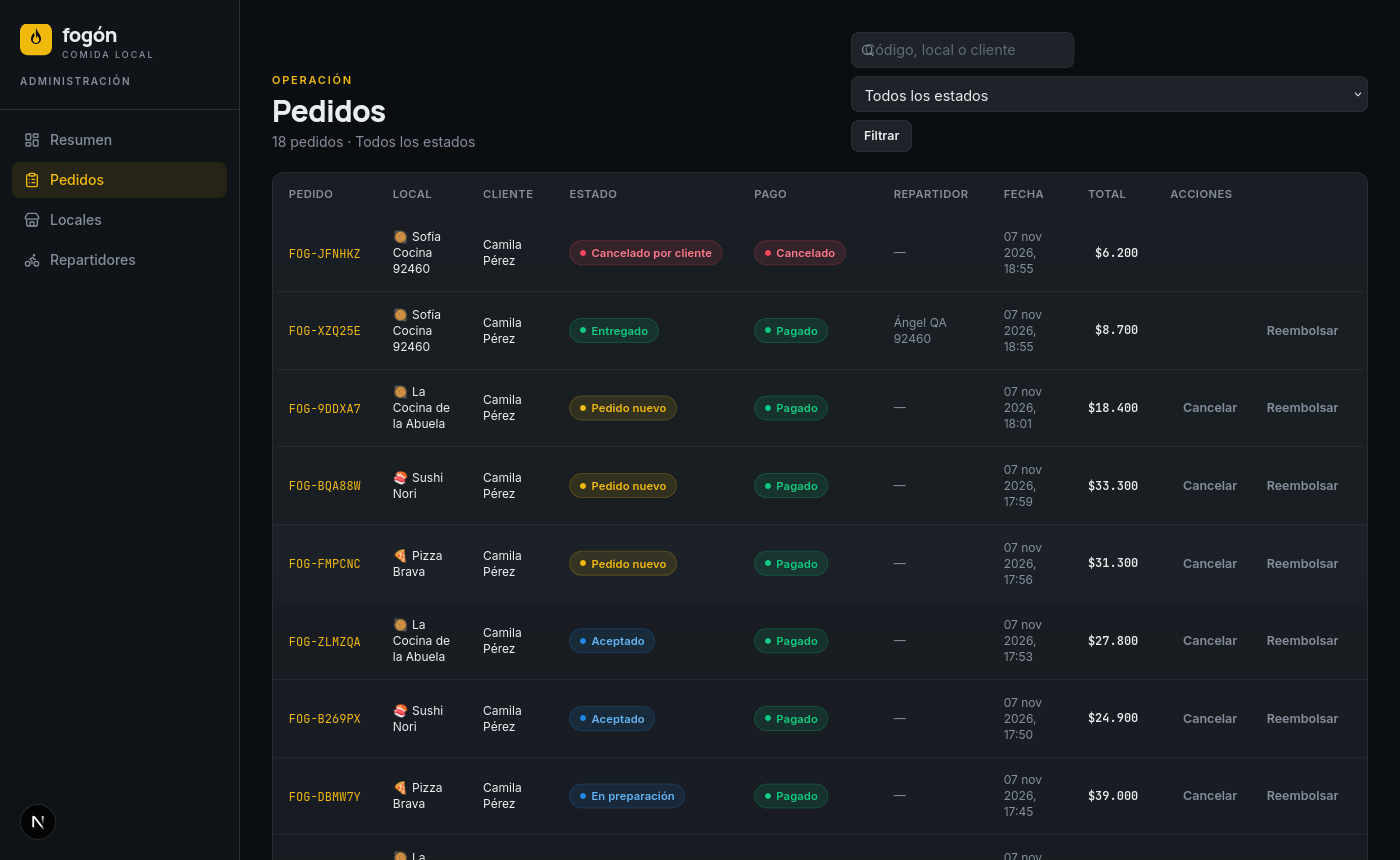 fogón
COMIDA LOCAL
ADMINISTRACIÓN
Resumen
Pedidos
Locales
Repartidores
OPERACIÓN
Pedidos
18 pedidos · Todos los estados
Código, local o cliente
Todos los estados
Filtrar
PEDIDO LOCAL CLIENTE ESTADO PAGO REPARTIDOR FECHA TOTAL ACCIONES
FOG-JFNHKZ
Sofía
Cocina
92460
Camila
Pérez
Cancelado por cliente
Cancelado
—
07 nov
2026,
18:55
$6.200
FOG-XZQ25E
Sofía
Cocina
92460
Camila
Pérez
Entregado
Pagado
Ángel QA
92460
07 nov
2026,
18:55
$8.700
Reembolsar
FOG-9DDXA7
La
Cocina de
la Abuela
Camila
Pérez
Pedido nuevo
Pagado
—
07 nov
2026,
18:01
$18.400
Cancelar
Reembolsar
FOG-BQA88W
Sushi
Nori
Camila
Pérez
Pedido nuevo
Pagado
—
07 nov
2026,
17:59
$33.300
Cancelar
Reembolsar
FOG-FMPCNC
Pizza
Brava
Camila
Pérez
Pedido nuevo
Pagado
—
07 nov
2026,
17:56
$31.300
Cancelar
Reembolsar
FOG-ZLMZQA
La
Cocina de
la Abuela
Camila
Pérez
Aceptado
Pagado
—
07 nov
2026,
17:53
$27.800
Cancelar
Reembolsar
FOG-B269PX
Sushi
Nori
Camila
Pérez
Aceptado
Pagado
—
07 nov
2026,
17:50
$24.900
Cancelar
Reembolsar
FOG-DBMW7Y
Pizza
Brava
Camila
Pérez
En preparación
Pagado
—
07 nov
2026,
17:45
$39.000
Cancelar
Reembolsar
La
07 nov
N